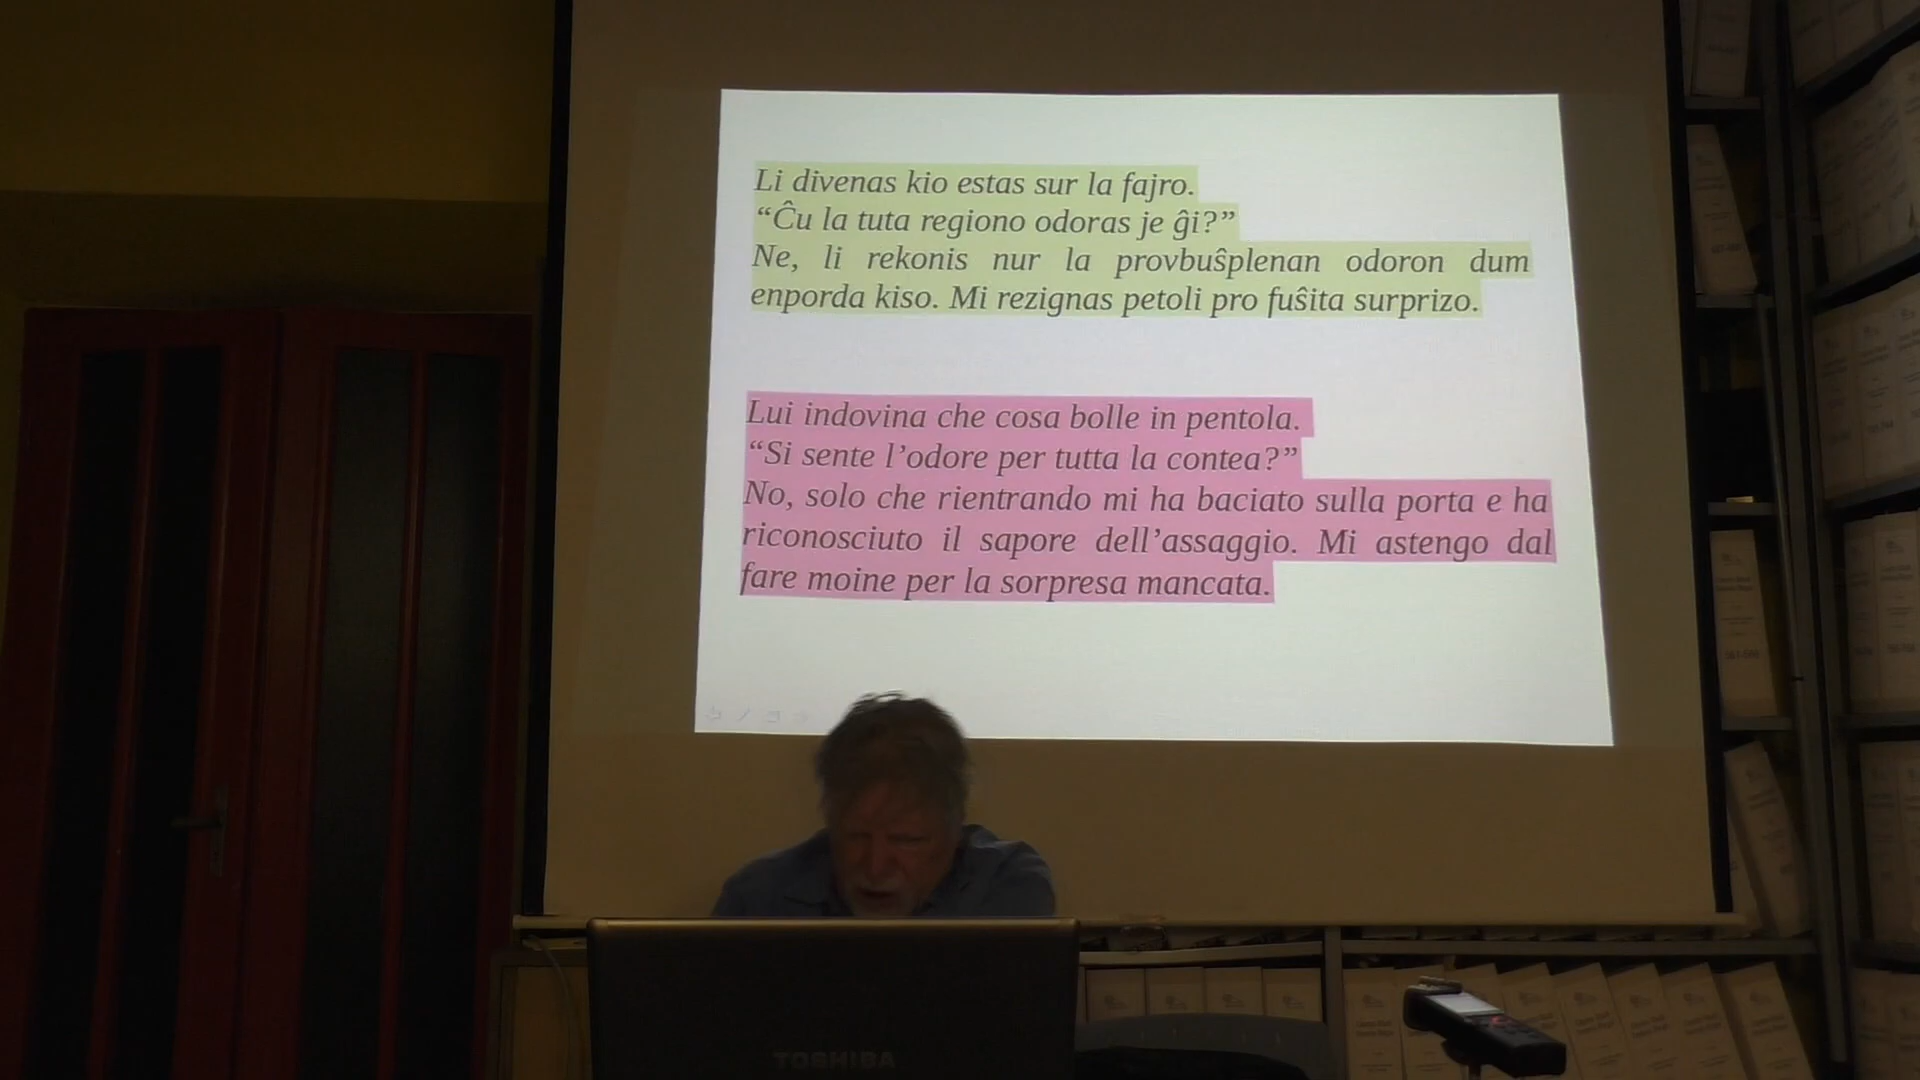 Li divenas kio estas sur la fajro.
“Ĉu la tuta regiono odoras je ĝi?”
Ne, li rekonis nur la provbuŝplenan odoron dum
enporda kiso. Mi rezignas petoli pro fuŝita surprizo.
Lui indovina che cosa bolle in pentola.
“Si sente l’odore per tutta la contea?”
No, solo che rientrando mi ha baciato sulla porta e ha
riconosciuto il sapore dell’assaggio. Mi astengo dal
fare moine per la sorpresa mancata.
TOSHIBA